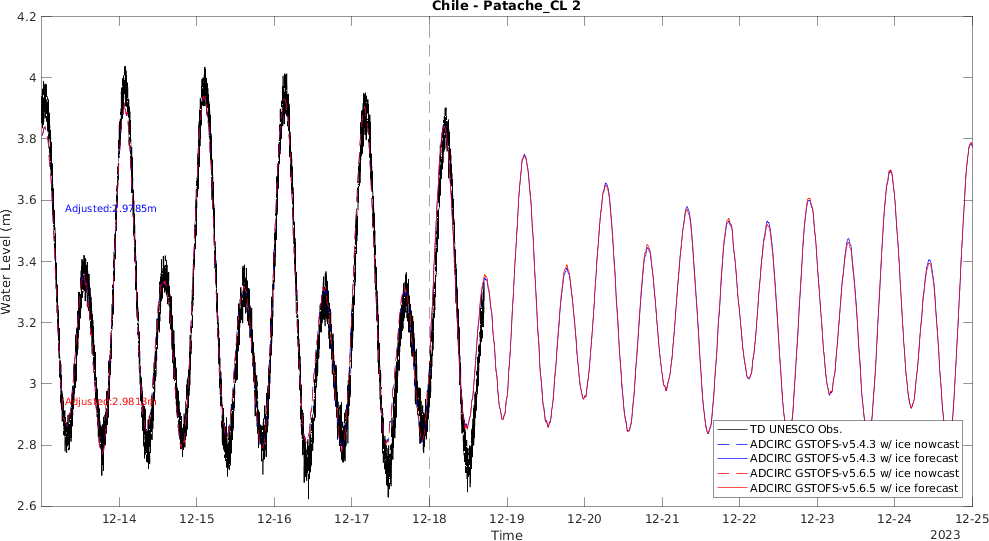 Chile - Patache_CL 2
Water Level (m)
4.2
4
3.8
3.6
3.4
3.2
3
2.8
2.6
Adjusted:2.9785m
Adjusted:2.9813m
TD UNESCO Obs.
ADCIRC GSTOFS-v5.4.3 w/ ice nowcast
ADCIRC GSTOFS-v5.4.3 w/ ice forecast
ADCIRC GSTOFS-v5.6.5 w/ ice nowcast
ADCIRC GSTOFS-v5.6.5 w/ ice forecast
12-14 12-15 12-16 12-17 12-18 12-19 12-20 12-21 12-22 12-23 12-24 12-25
Time
2023